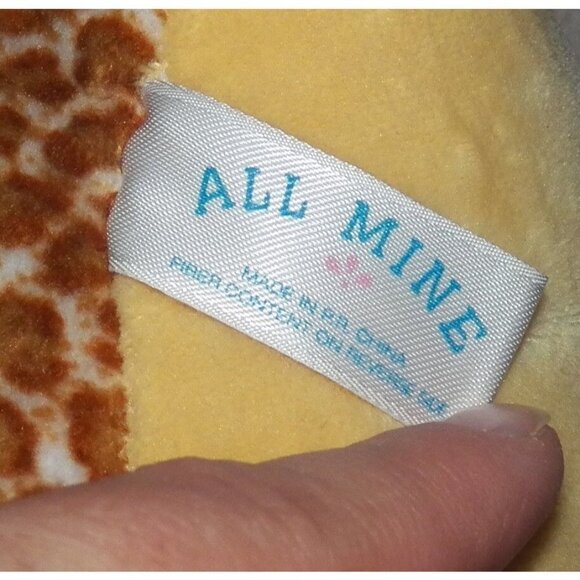 ALL MINE
MADE IN P.R. CHINA
FIBER CONTENT ON REVERSE SIDE